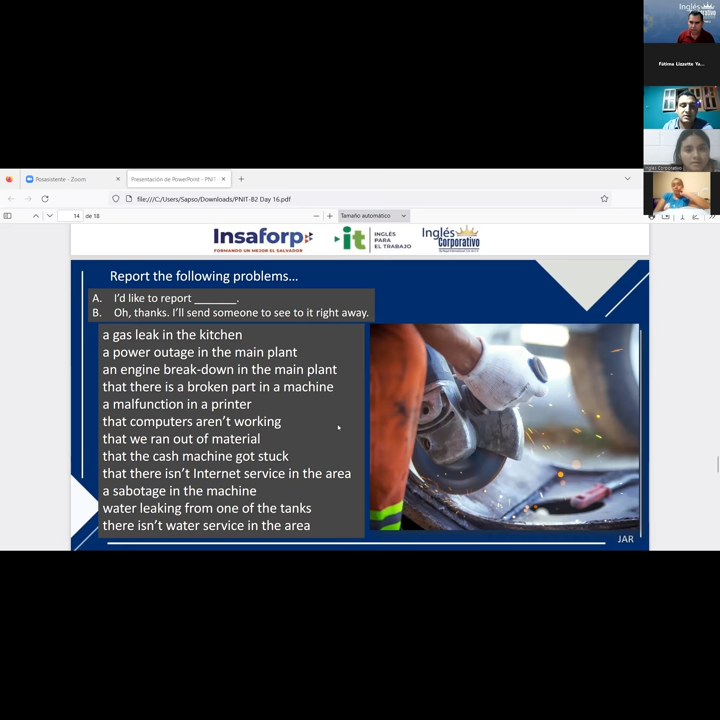 Inglés
Corporativo
Fátima Lizzette Ya...
Inglés Corporativo
Posasistente - Zoom
Presentación de PowerPoint - PNIT
file:///C:/Users/Sapso/Downloads/PNIT-82 Day 16.pdf
14 de 18
Tamaño automático
Insaforp
FORMANDO UN MEJOR EL SALVADOR
it
INGLÉS
PARA
EL TRABAJO
Inglés
Corporativo
Report the following problems...
A. I'd like to report _______.
B. Oh, thanks. I'll send someone to see to it right away.
a gas leak in the kitchen
a power outage in the main plant
an engine break-down in the main plant
that there is a broken part in a machine
a malfunction in a printer
that computers aren't working
that we ran out of material
that the cash machine got stuck
that there isn't Internet service in the area
a sabotage in the machine
water leaking from one of the tanks
there isn't water service in the area
JAR